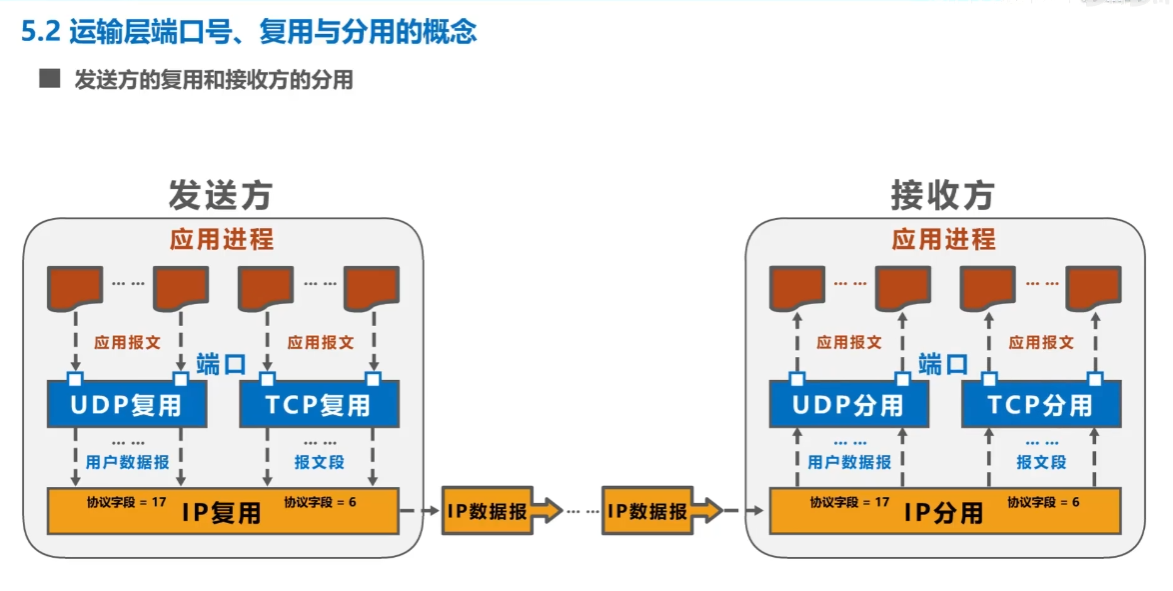 5.2 运输层端口号、复用与分用的概念
发送方的复用和接收方的分用
发送方
应用进程
… …
… …
应用报文
应用报文
端口
UDP复用
TCP复用
… …
… …
用户数据报
报文段
协议字段 = 17
IP复用
协议字段 = 6
IP数据报
… …
IP数据报
接收方
应用进程
… …
… …
应用报文
应用报文
端口
UDP分用
TCP分用
… …
… …
用户数据报
报文段
协议字段 = 17
IP分用
协议字段 = 6